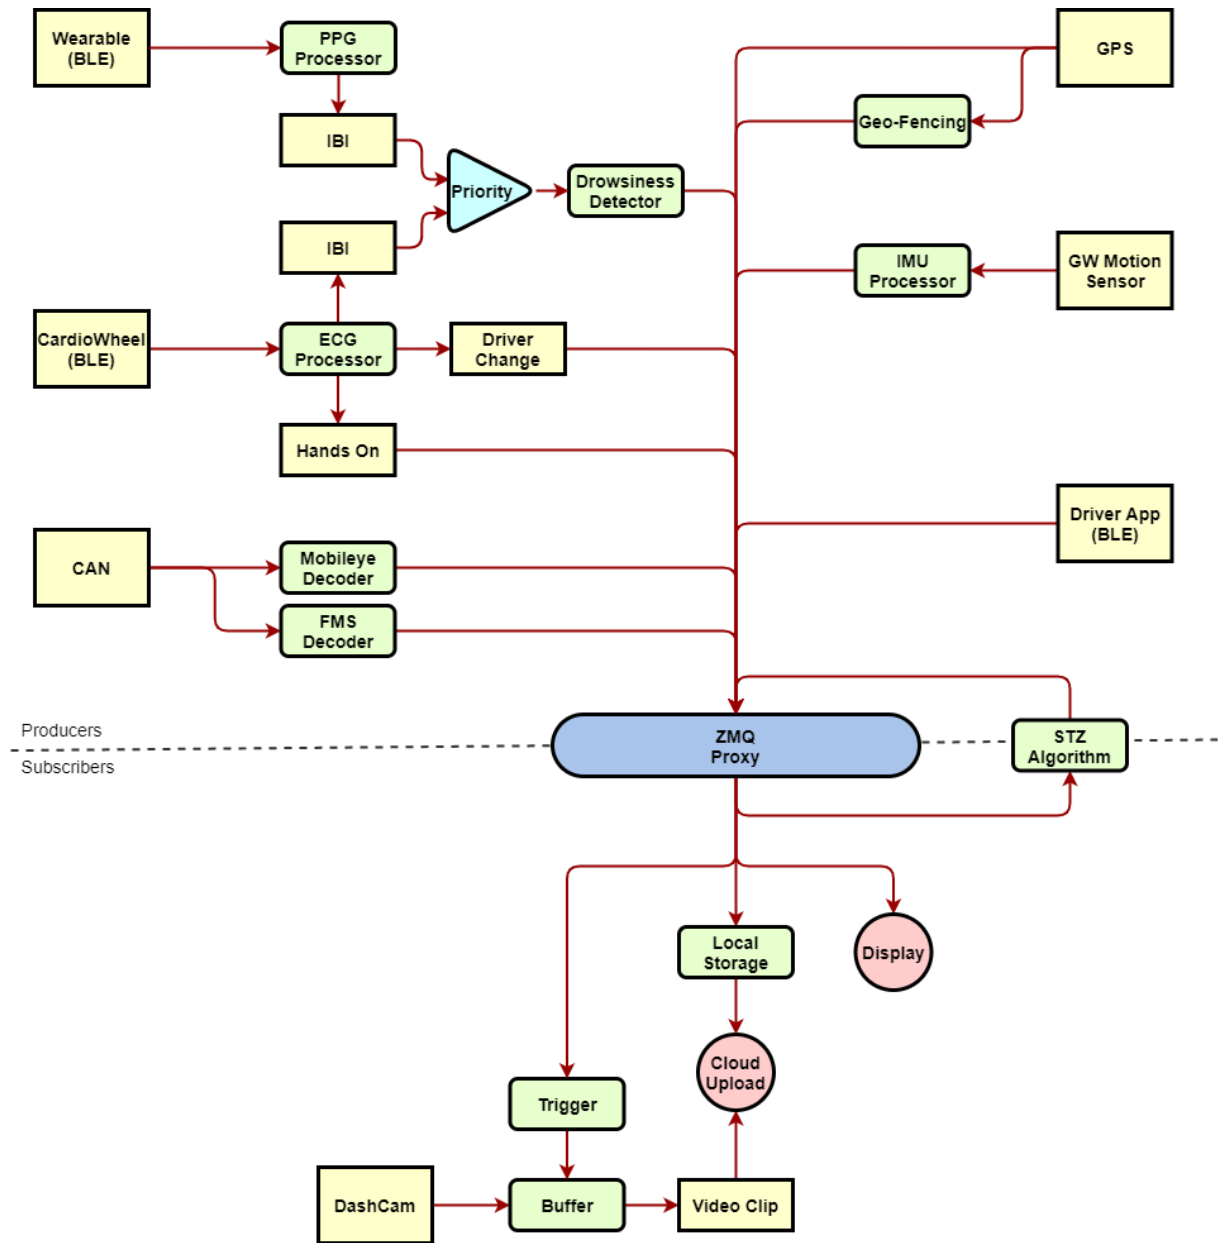 Wearable
(BLE)
PPG
Processor
GPS
Geo-Fencing
IBI
Priority
Drowsiness
Detector
IBI
IMU
Processor
GW Motion
Sensor
CardioWheel
(BLE)
ECG
Processor
Driver
Change
Hands On
Driver App
(BLE)
CAN
Mobileye
Decoder
FMS
Decoder
Producers
Subscribers
ZMQ
Proxy
STZ
Algorithm
Local
Storage
Display
Cloud
Upload
Trigger
DashCam
Buffer
Video Clip